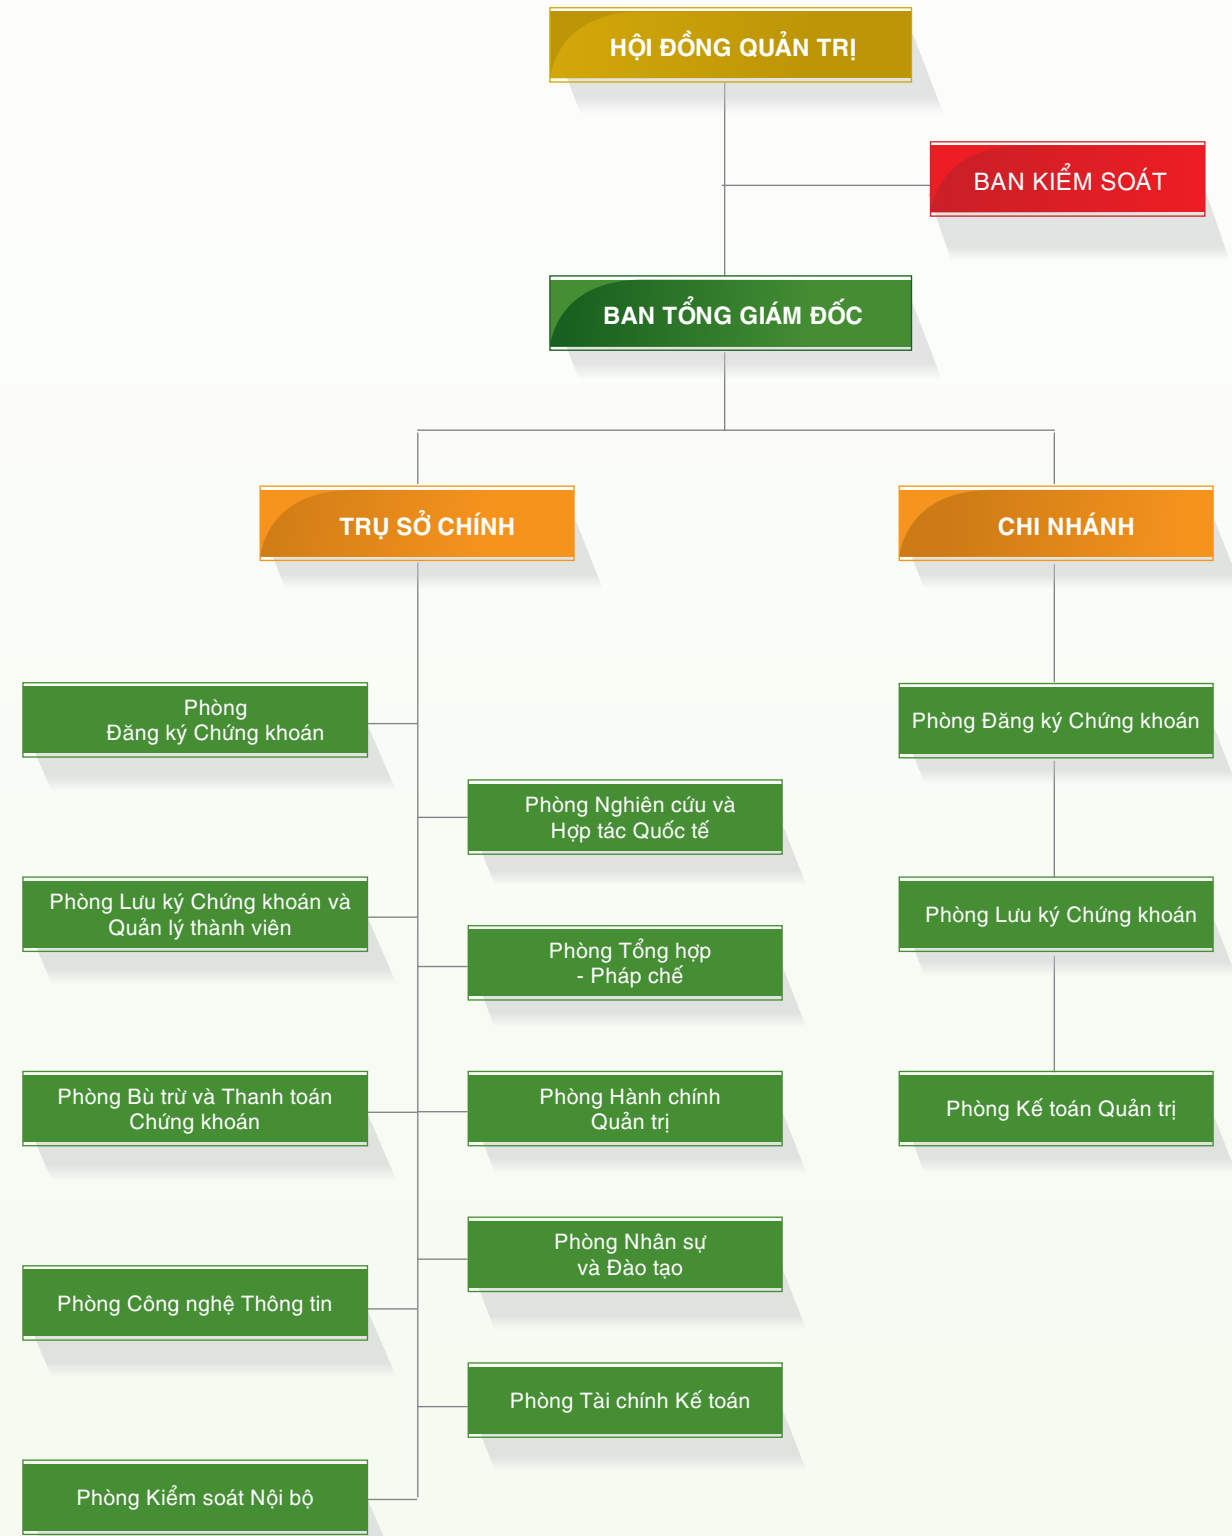 HỘI ĐỒNG QUẢN TRỊ
BAN KIỂM SOÁT
BAN TỔNG GIÁM ĐỐC
TRỤ SỞ CHÍNH
CHI NHÁNH
Phòng
Đăng ký Chứng khoán
Phòng Đăng ký Chứng khoán
Phòng Nghiên cứu và
Hợp tác Quốc tế
Phòng Lưu ký Chứng khoán và
Quản lý thành viên
Phòng Lưu ký Chứng khoán
Phòng Tổng hợp
- Pháp chế
Phòng Bù trừ và Thanh toán
Chứng khoán
Phòng Hành chính
Quản trị
Phòng Kế toán Quản trị
Phòng Nhân sự
và Đào tạo
Phòng Công nghệ Thông tin
Phòng Tài chính Kế toán
Phòng Kiểm soát Nội bộ